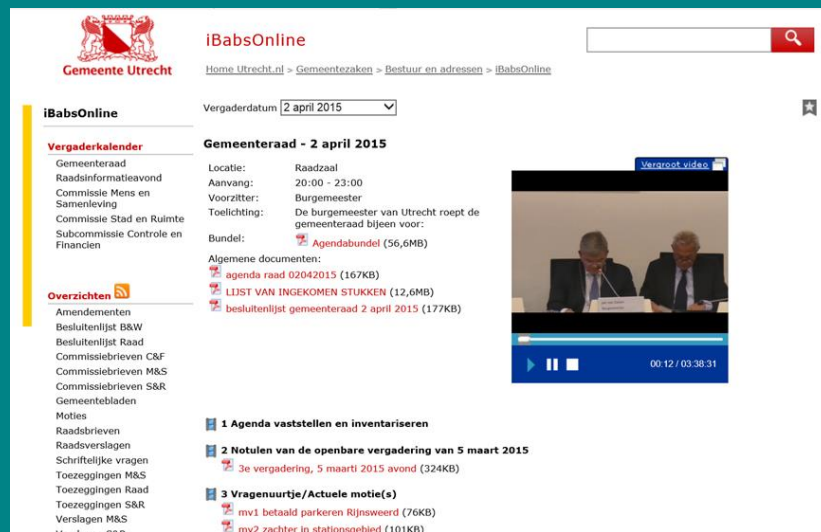 Gemeente Utrecht
iBabsOnline
Home Utrecht.nl > Gemeentezaken > Bestuur en adressen > iBabsOnline
iBabsOnline
Vergaderkalender
Gemeenteraad
Raadsinformatieavond
Commissie Mens en
Samenleving
Commissie Stad en Ruimte
Subcommissie Controle en
Financien
Overzichten
Amendementen
Besluitenlijst B&W
Besluitenlijst Raad
Commissiebrieven C&F
Commissiebrieven M&S
Commissiebrieven S&R
Gemeentebladen
Moties
Raadsbrieven
Raadsverslagen
Schriftelijke vragen
Toezeggingen M&S
Toezeggingen Raad
Toezeggingen S&R
Verslagen M&S
Vergaderdatum 2 april 2015
Gemeenteraad - 2 april 2015
Locatie: Raadzaal
Aanvang: 20:00 - 23:00
Voorzitter: Burgemeester
Toelichting: De burgemeester van Utrecht roept de
gemeenteraad bijeen voor:
Bundel: Agendabundel (56,6MB)
Algemene documenten:
agenda raad 02042015 (167KB)
LIJST VAN INGEKOMEN STUKKEN (12,6MB)
besluitenlijst gemeenteraad 2 april 2015 (177KB)
Vergroot video
00:12 / 03:38:31
1 Agenda vaststellen en inventariseren
2 Notulen van de openbare vergadering van 5 maart 2015
3e vergadering, 5 maarti 2015 avond (324KB)
3 Vragenuurtje/Actuele motie(s)
mv1 betaald parkeren Rijnsweerd (76KB)
mv2 zachter in stationsgebied (101KB)